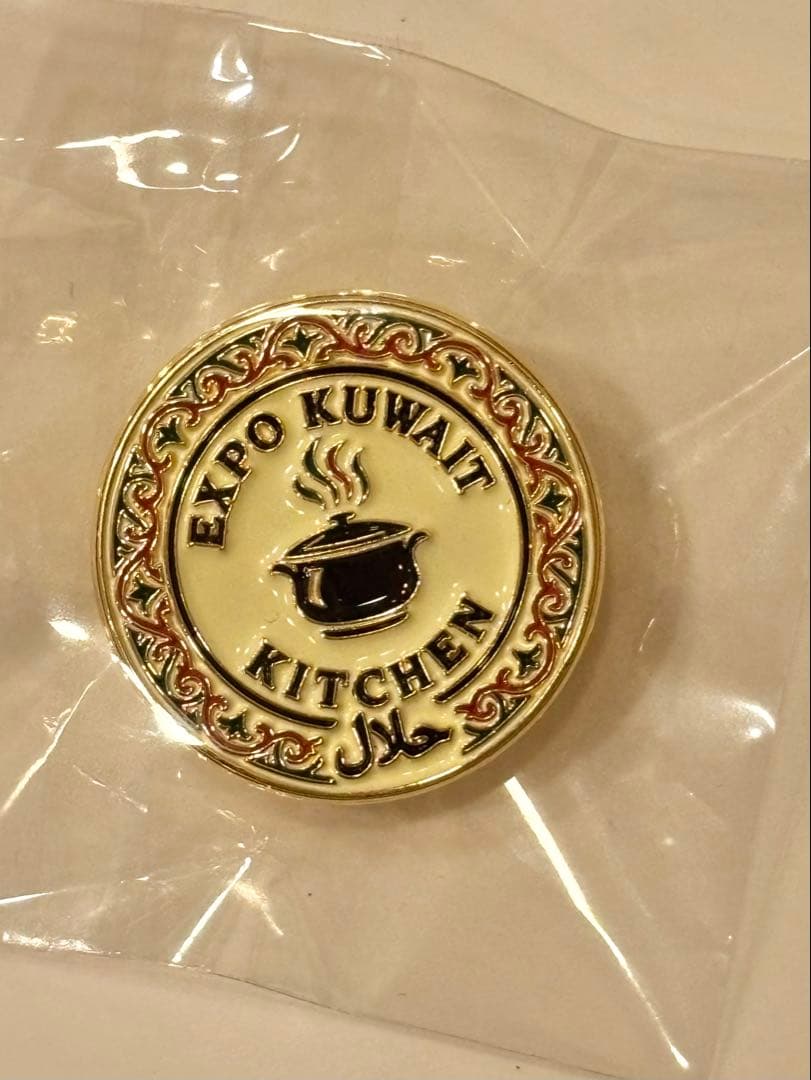 EXPO KUWAIT
KITCHEN
حلال